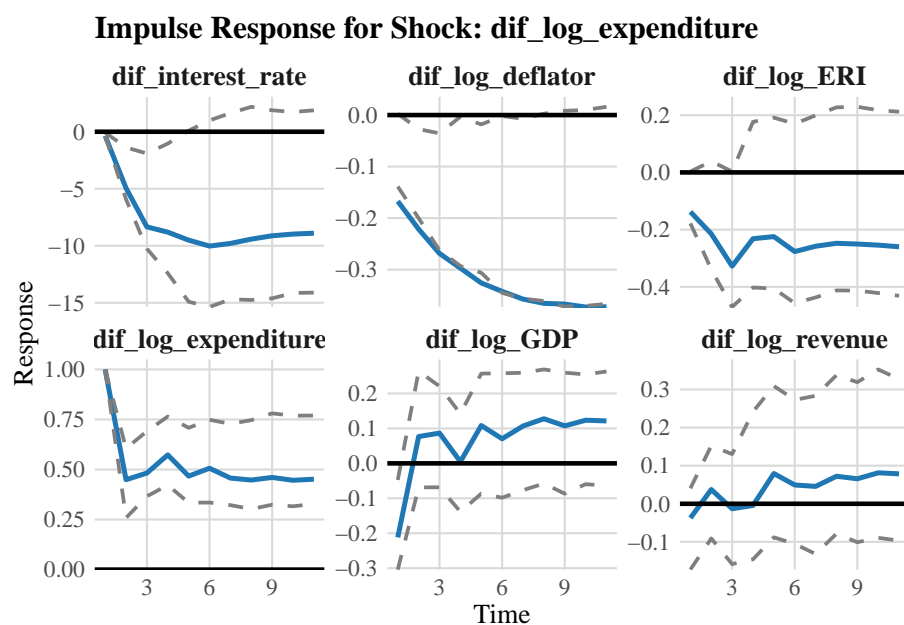 Impulse Response for Shock: dif_log_expenditure
dif_interest_rate
dif_log_deflator
dif_log_ERI
0
−5
−10
−15
0.0
−0.1
−0.2
−0.3
0.2
0.0
−0.2
−0.4
Response
dif_log_expenditure
dif_log_GDP
dif_log_revenue
1.00
0.75
0.50
0.25
0.00
0.2
0.1
0.0
−0.1
−0.2
−0.3
0.3
0.2
0.1
0.0
−0.1
3 6 9
3 6 9
3 6 9
Time